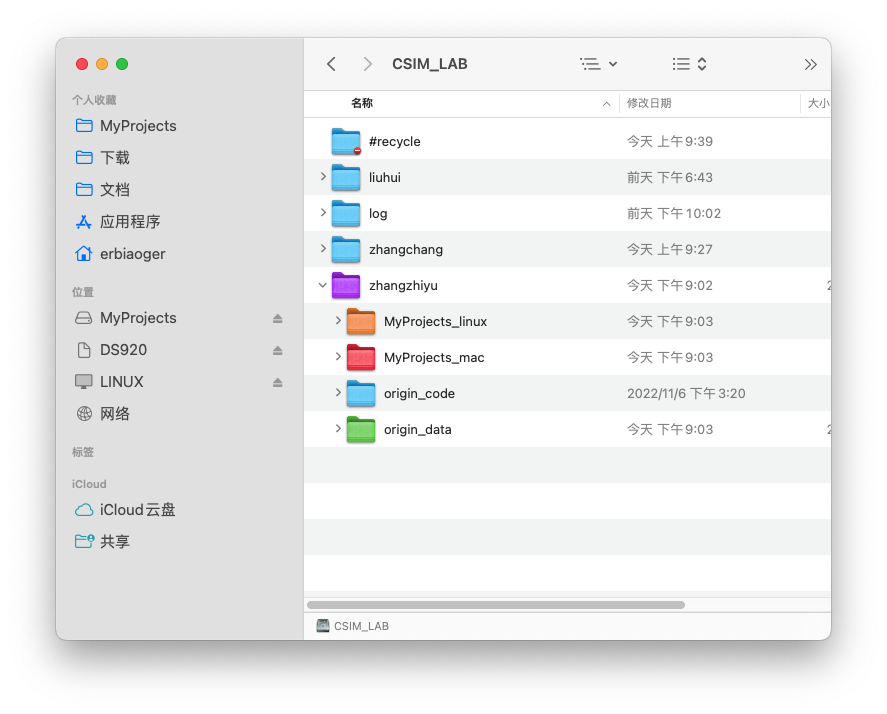 CSIM_LAB
个人收藏
MyProjects
下载
文档
应用程序
erbiaoger
位置
MyProjects
DS920
LINUX
网络
标签
iCloud
iCloud云盘
共享
名称 修改日期 大小
#recycle 今天 上午9:39
liuhui 前天 下午6:43
log 前天 下午10:02
zhangchang 今天 上午9:27
zhangzhiyu 今天 下午9:02
MyProjects_linux 今天 下午9:03
MyProjects_mac 今天 下午9:03
origin_code 2022/11/6 下午3:20
origin_data 今天 下午9:03
CSIM_LAB